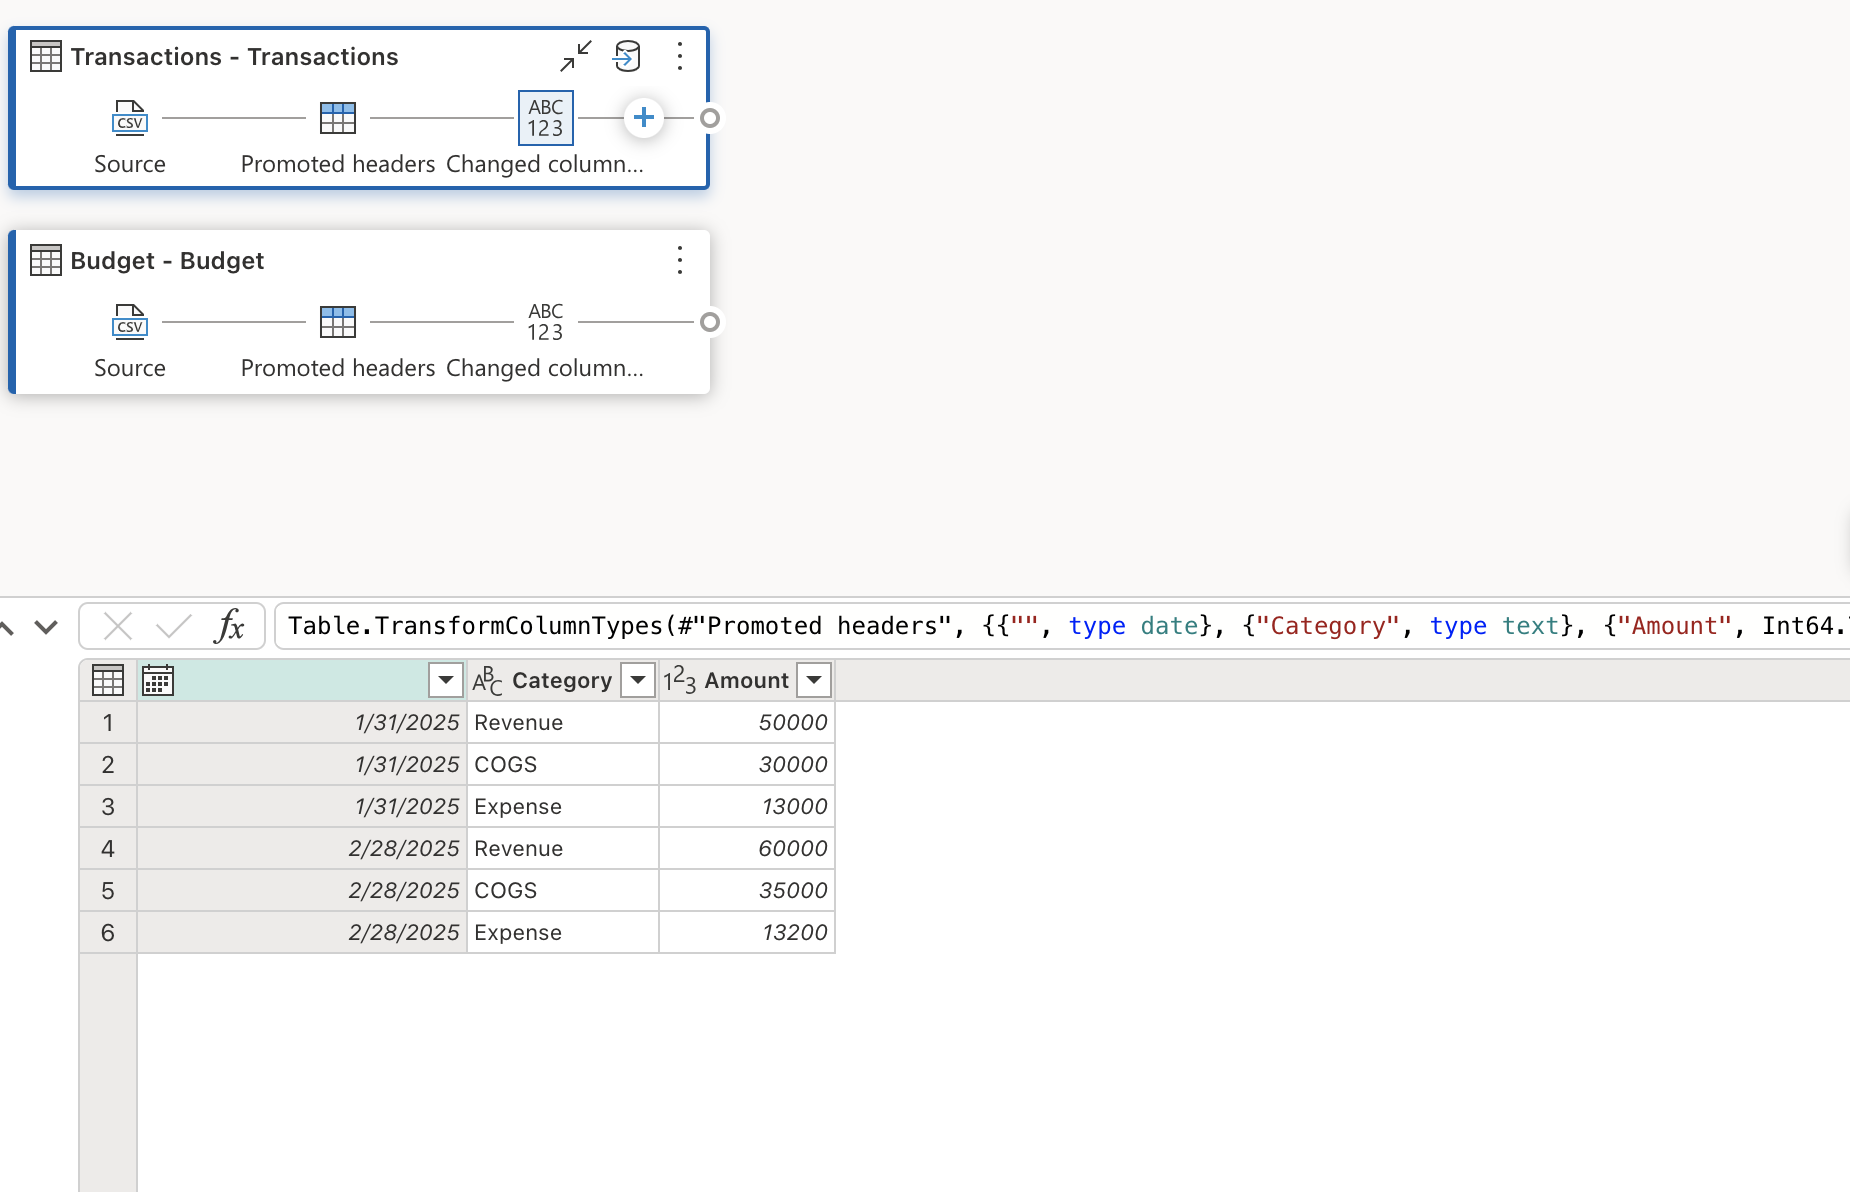 Transactions - Transactions
CSV
ABC
123
Source
Promoted headers
Changed column...
Budget - Budget
CSV
ABC
123
Source
Promoted headers
Changed column...
fx
Table.TransformColumnTypes(#"Promoted headers", {{"", type date}, {"Category", type text}, {"Amount", Int64.
ABC Category 123 Amount
1 1/31/2025 Revenue 50000
2 1/31/2025 COGS 30000
3 1/31/2025 Expense 13000
4 2/28/2025 Revenue 60000
5 2/28/2025 COGS 35000
6 2/28/2025 Expense 13200